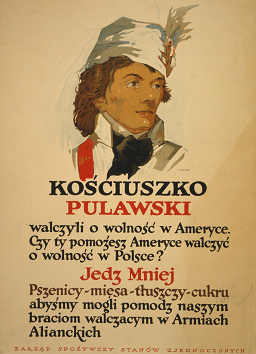 KOŚCIUSZKO
PULAWSKI
walczyli o wolność w Ameryce.
Czy ty pomożesz Ameryce walczyć
o wolność w Polsce?
Jedz Mniej
Pszenicy-mięsa-tłuszczy-cukru
abyśmy mogli pomodz naszym
braciom walczącym w Armiach
Alianckich
ZARZĄD SPOŻYWCZY STANÓW ZJEDNOCZONYCH